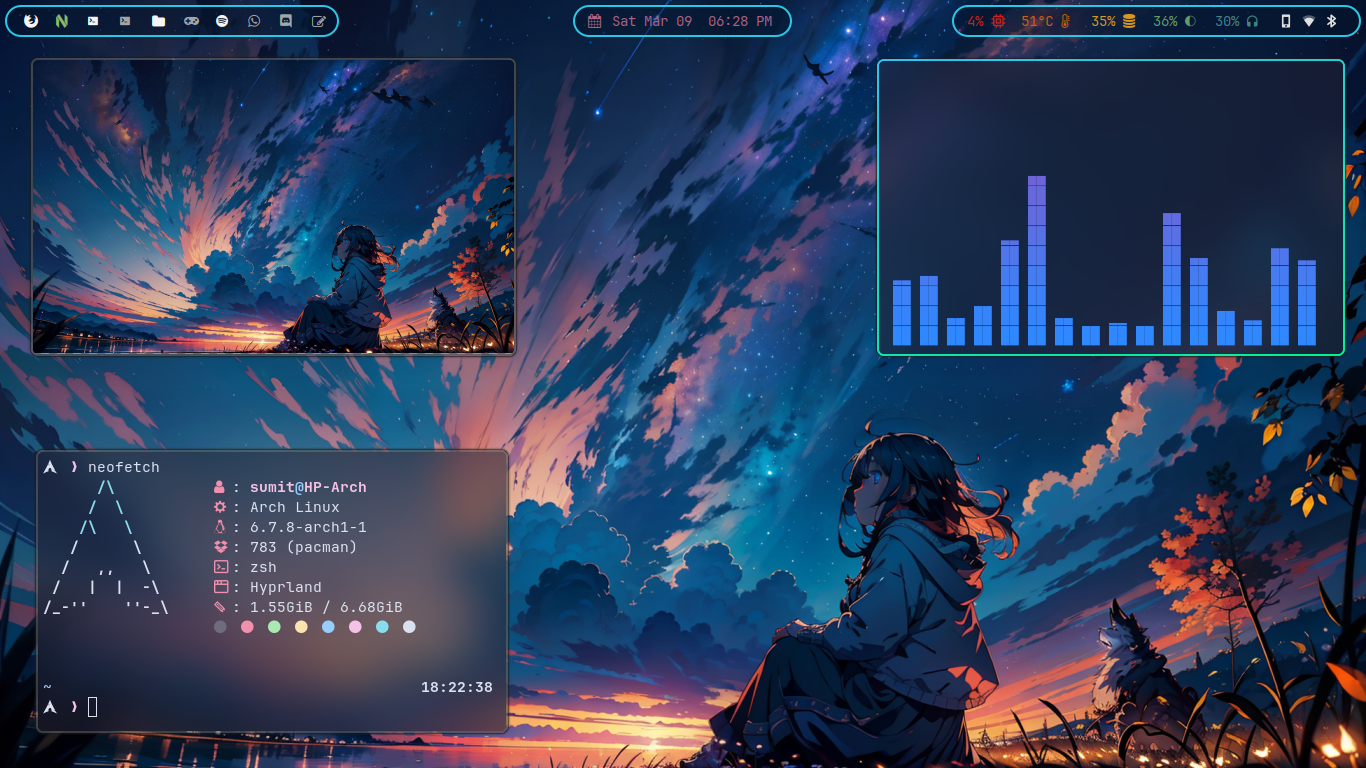 Sat Mar 09 06:28 PM
4% 51°C 35% 36% 30%
neofetch
sumit@HP-Arch
: Arch Linux
: 6.7.8-arch1-1
: 783 (pacman)
: zsh
: Hyprland
: 1.55GiB / 6.68GiB
~ 18:22:38